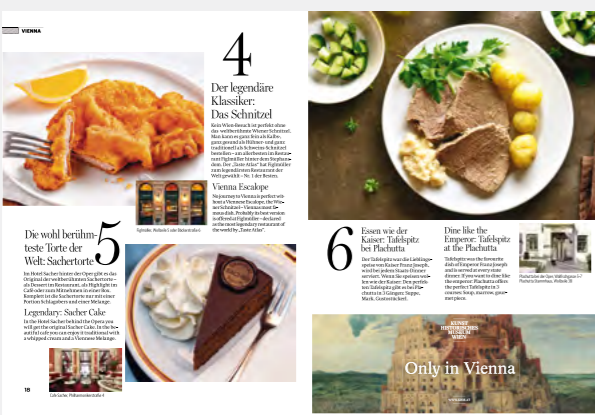 VIENNA
4
Der legendäre
Klassiker:
Das Schnitzel
Kein Wien-Besuch ist perfekt ohne
das weltberühmte Wiener Schnitzel.
Man kann es ganz fein als Kalbs-,
ganz gesund als Hühner- und ganz
traditionell als Schweins-Schnitzel
bestellen – am allerbesten im Restau-
rant Figlmüller hinter dem Stephans-
dom. Der „Taste Atlas“ hat Figlmüller
zum legendärsten Restaurant der
Welt gewählt – Nr. 1 der Besten.
Vienna Escalope
No journey to Vienna is perfect wit-
hout a Viennese Escalope, the Wie-
ner Schnitzel – Viennas most fa-
mous dish. Probably its best version
is offered at Figlmüller – declared
as the most legendary restaurant of
the world by „Taste Atlas“.
Figlmüller, Wollzeile 5 oder Bäckerstraße 6
5
Die wohl berühm-
teste Torte der
Welt: Sachertorte
Im Hotel Sacher hinter der Oper gibt es das
Original der weltberühmten Sachertorte –
als Dessert im Restaurant, als Highlight im
Café oder zum Mitnehmen in einer Box.
Komplett ist die Sachertorte nur mit einer
Portion Schlagobers und einer Melange.
Legendary: Sacher Cake
In the Hotel Sacher behind the Opera you
will get the original Sacher Cake. In the be-
autiful café you can enjoy it traditional with
a whipped cream and a Viennese Melange.
18
Café Sacher, Philharmonikerstraße 4
6
Essen wie der
Kaiser: Tafelspitz
bei Plachutta
Der Tafelspitz war die Lieblings-
speise von Kaiser Franz Joseph,
wird bei jedem Staats-Dinner
serviert. Wenn Sie speisen wol-
len wie der Kaiser: Den perfek-
ten Tafelspitz gibt es bei Pla-
chutta in 3 Gängen: Suppe,
Mark, Gustostückerl.
Dine like the
Emperor: Tafelspitz
at the Plachutta
Tafelspitz was the favourite
dish of Emperor Franz Joseph
and is served at every state
dinner. If you want to dine like
the emperor: Plachutta offers
the perfect Tafelspitz in 3
courses: Soup, marrow, gour-
met piece.
KUNST
HISTORISCHES
MUSEUM
WIEN
Only in Vienna